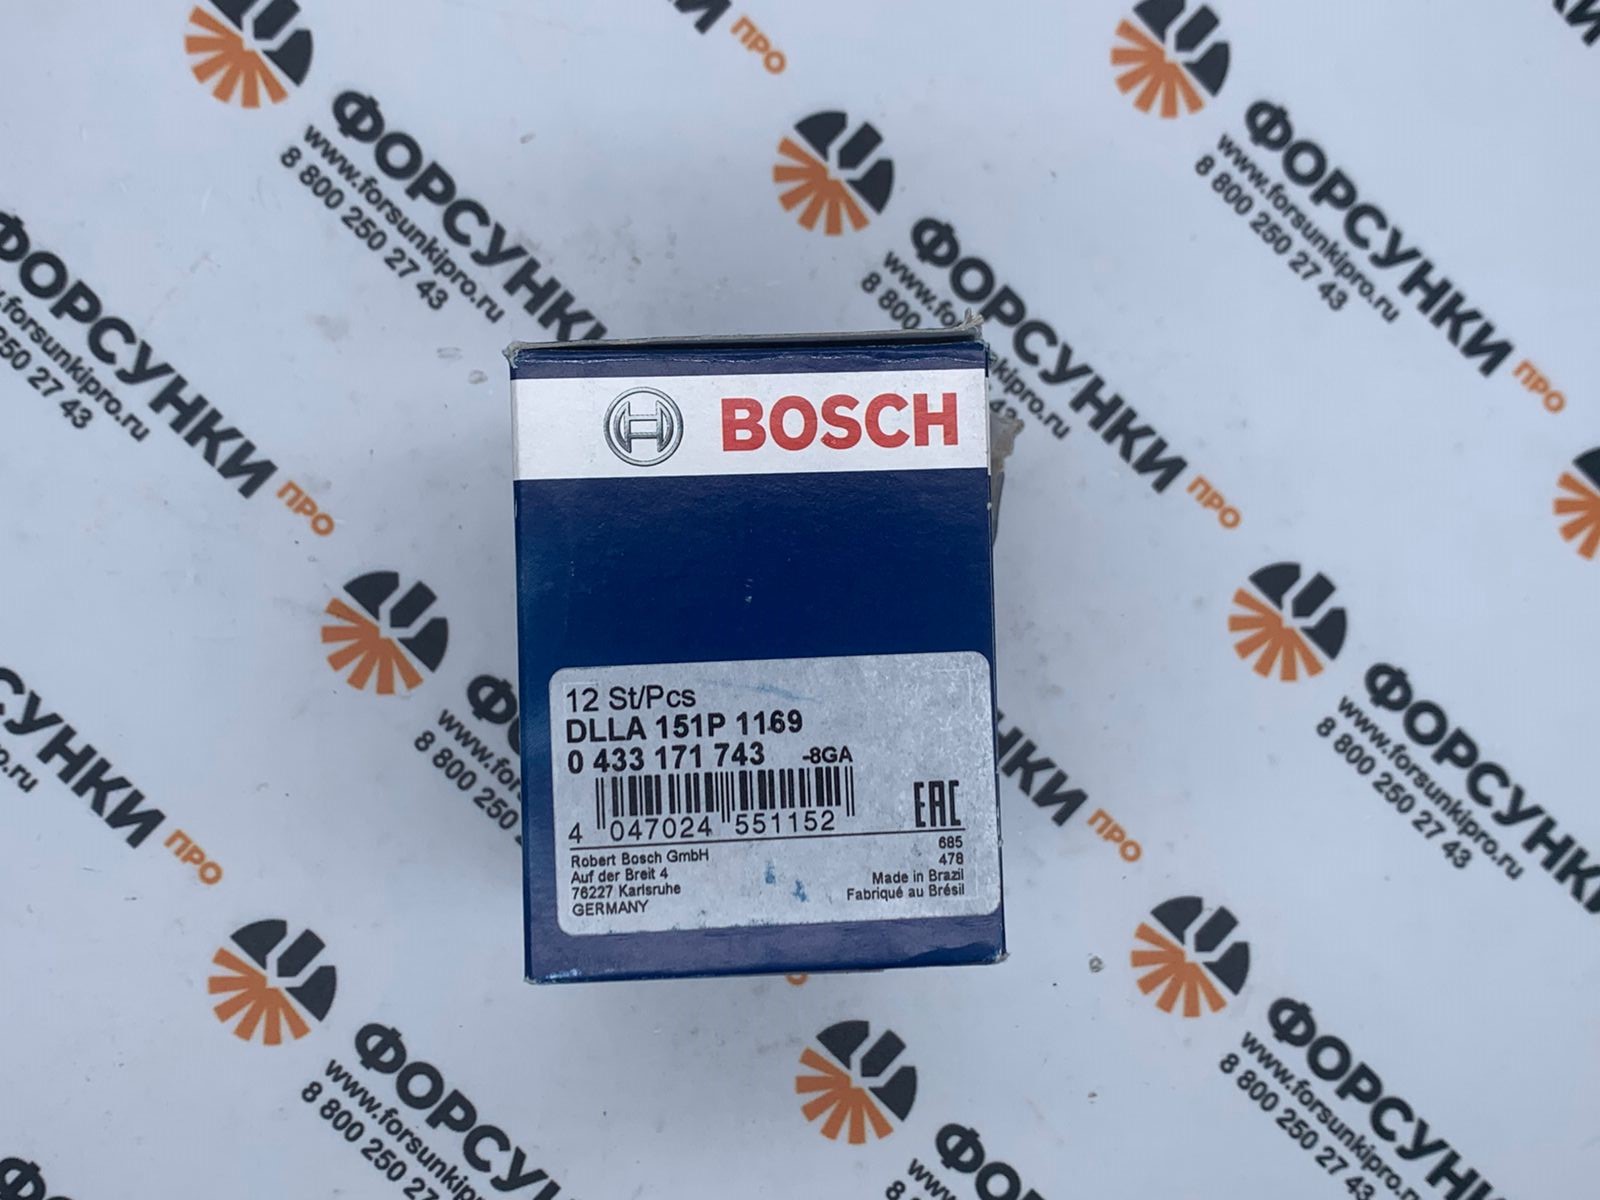 ФОРСУНКИ ПРО
www.forsunkipro.ru
8 800 250 27 43
BOSCH
12 St/Pcs
DLLA 151P 1169
0 433 171 743 -8GA
4 047024 551152
EAC
Robert Bosch GmbH
Auf der Breit 4
76227 Karlsruhe
GERMANY
685
478
Made in Brazil
Fabriqué au Brésil